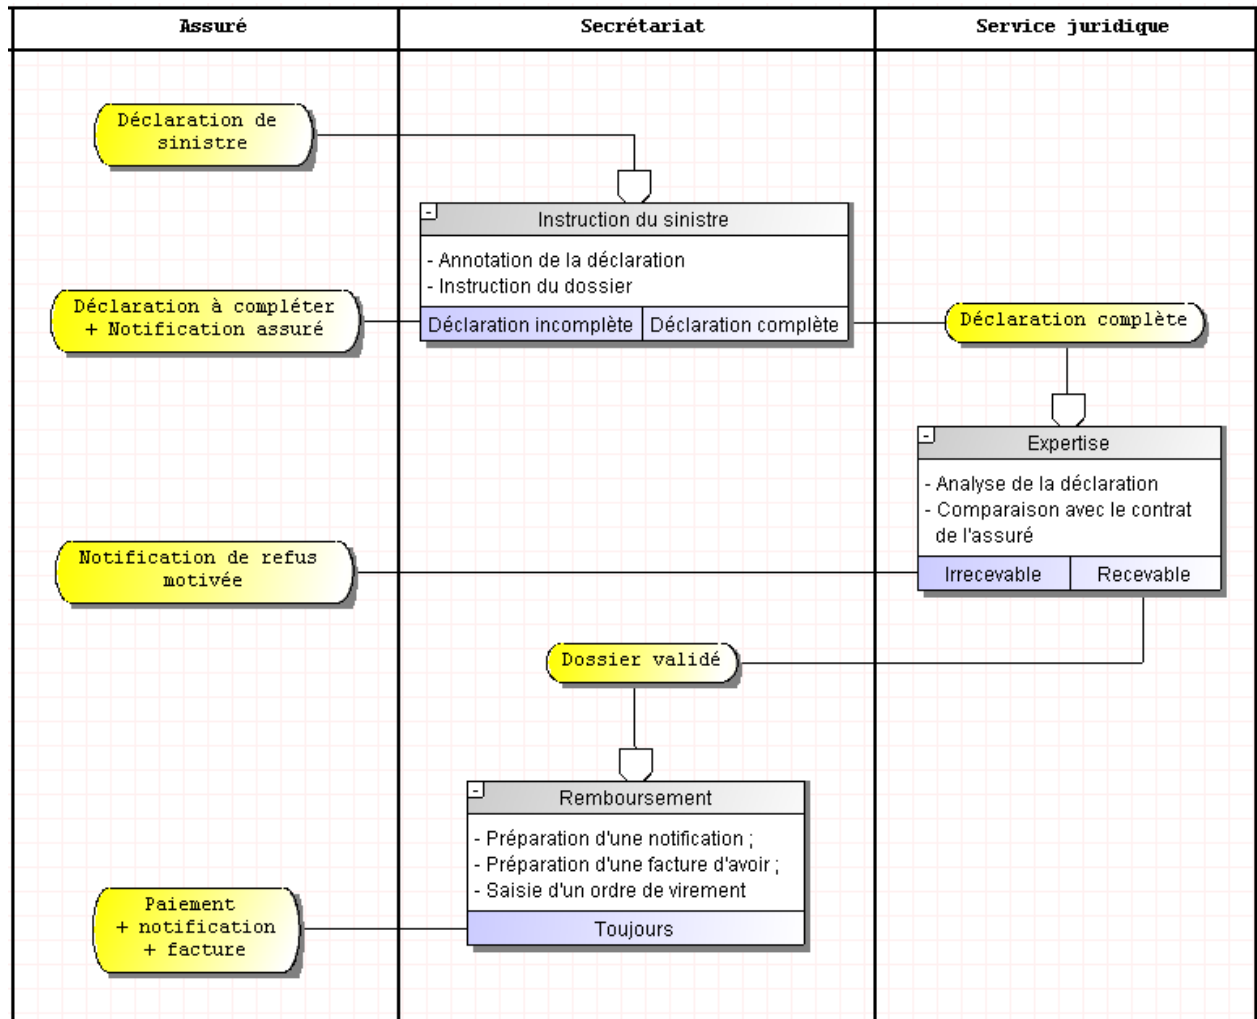 Assuré
Secrétariat
Service juridique
Déclaration de
sinistre
Instruction du sinistre
- Annotation de la déclaration
- Instruction du dossier
Déclaration incomplète
Déclaration complète
Déclaration à compléter
+ Notification assuré
Déclaration complète
Expertise
- Analyse de la déclaration
- Comparaison avec le contrat
de l'assuré
Irrecevable
Recevable
Notification de refus
motivée
Dossier validé
Remboursement
- Préparation d'une notification ;
- Préparation d'une facture d'avoir ;
- Saisie d'un ordre de virement
Toujours
Paiement
+ notification
+ facture